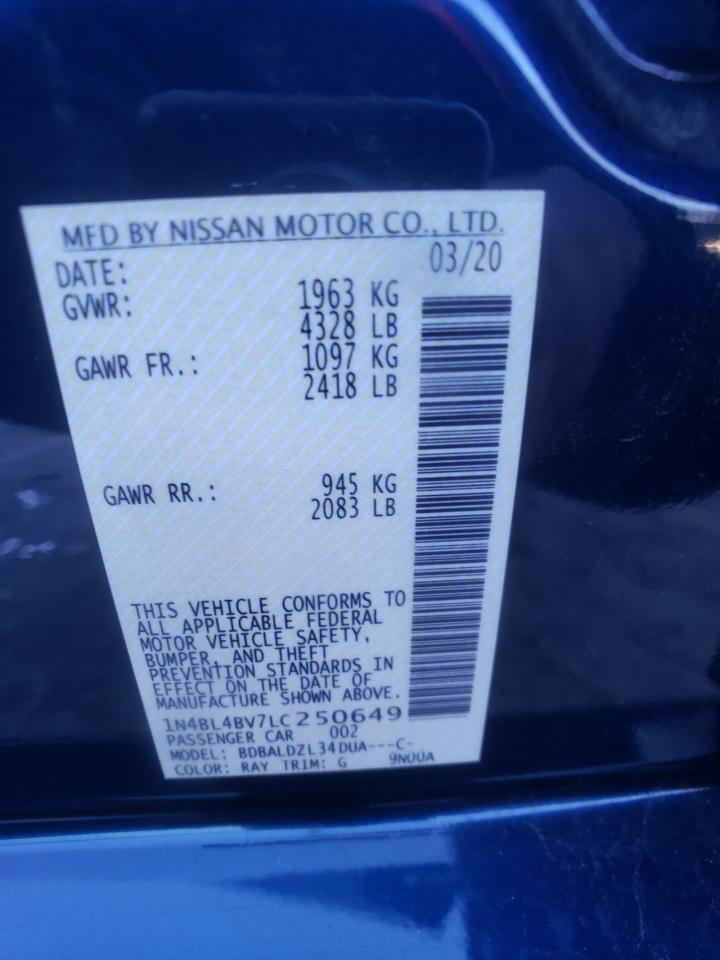 MFD BY NISSAN MOTOR CO., LTD.
DATE: 03/20
GVWR: 1963 KG
4328 LB
GAWR FR.: 1097 KG
2418 LB
GAWR RR.: 945 KG
2083 LB
THIS VEHICLE CONFORMS TO
ALL APPLICABLE FEDERAL
MOTOR VEHICLE SAFETY,
BUMPER, AND THEFT
PREVENTION STANDARDS IN
EFFECT ON THE DATE OF
MANUFACTURE SHOWN ABOVE.
1N4BL4BV7LC250649
PASSENGER CAR 002
MODEL: BDBALDZL34DUA---C-
COLOR: RAY TRIM: G 9N00A